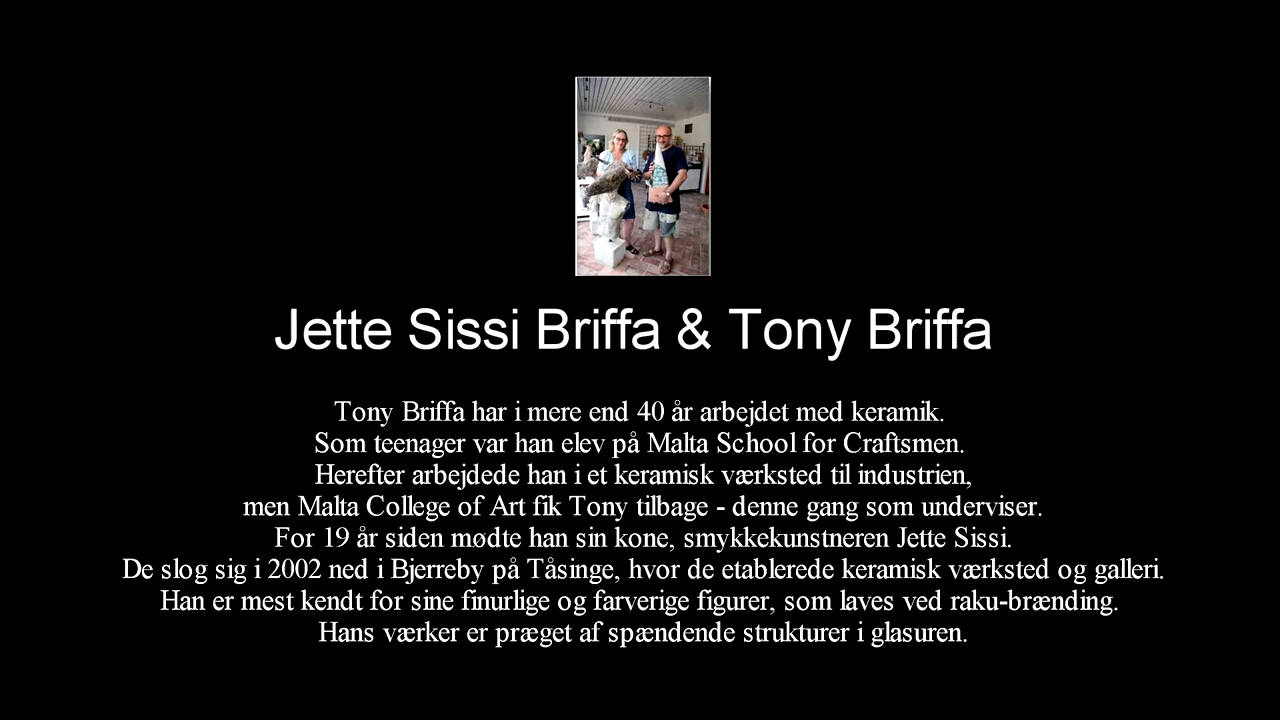 Jette Sissi Briffa & Tony Briffa
Tony Briffa har i mere end 40 år arbejdet med keramik.
Som teenager var han elev på Malta School for Craftsmen.
Herefter arbejdede han i et keramisk værksted til industrien,
men Malta College of Art fik Tony tilbage - denne gang som underviser.
For 19 år siden mødte han sin kone, smykkekunstneren Jette Sissi.
De slog sig i 2002 ned i Bjerreby på Tåsinge, hvor de etablerede keramisk værksted og galleri.
Han er mest kendt for sine finurlige og farverige figurer, som laves ved raku-brænding.
Hans værker er præget af spændende strukturer i glasuren.